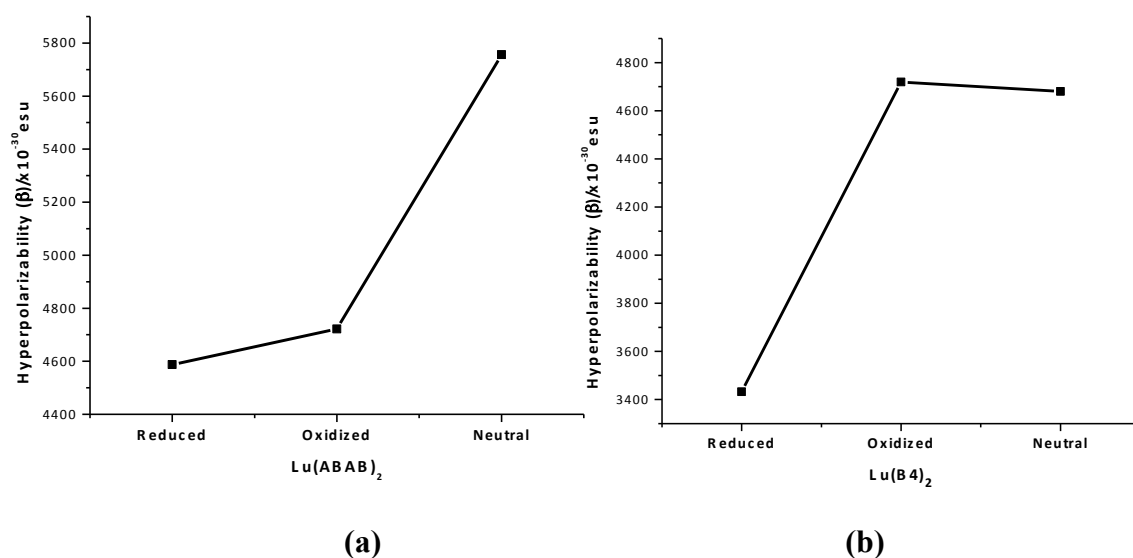 Hyperpolarizability (β)/x10⁻³⁰esu
5800
5600
5400
5200
5000
4800
4600
4400
Reduced Oxidized Neutral
Lu(ABAB)₂
(a)
Hyperpolarizability (β)/x10⁻³⁰esu
4800
4600
4400
4200
4000
3800
3600
3400
Reduced Oxidized Neutral
Lu(B4)₂
(b)